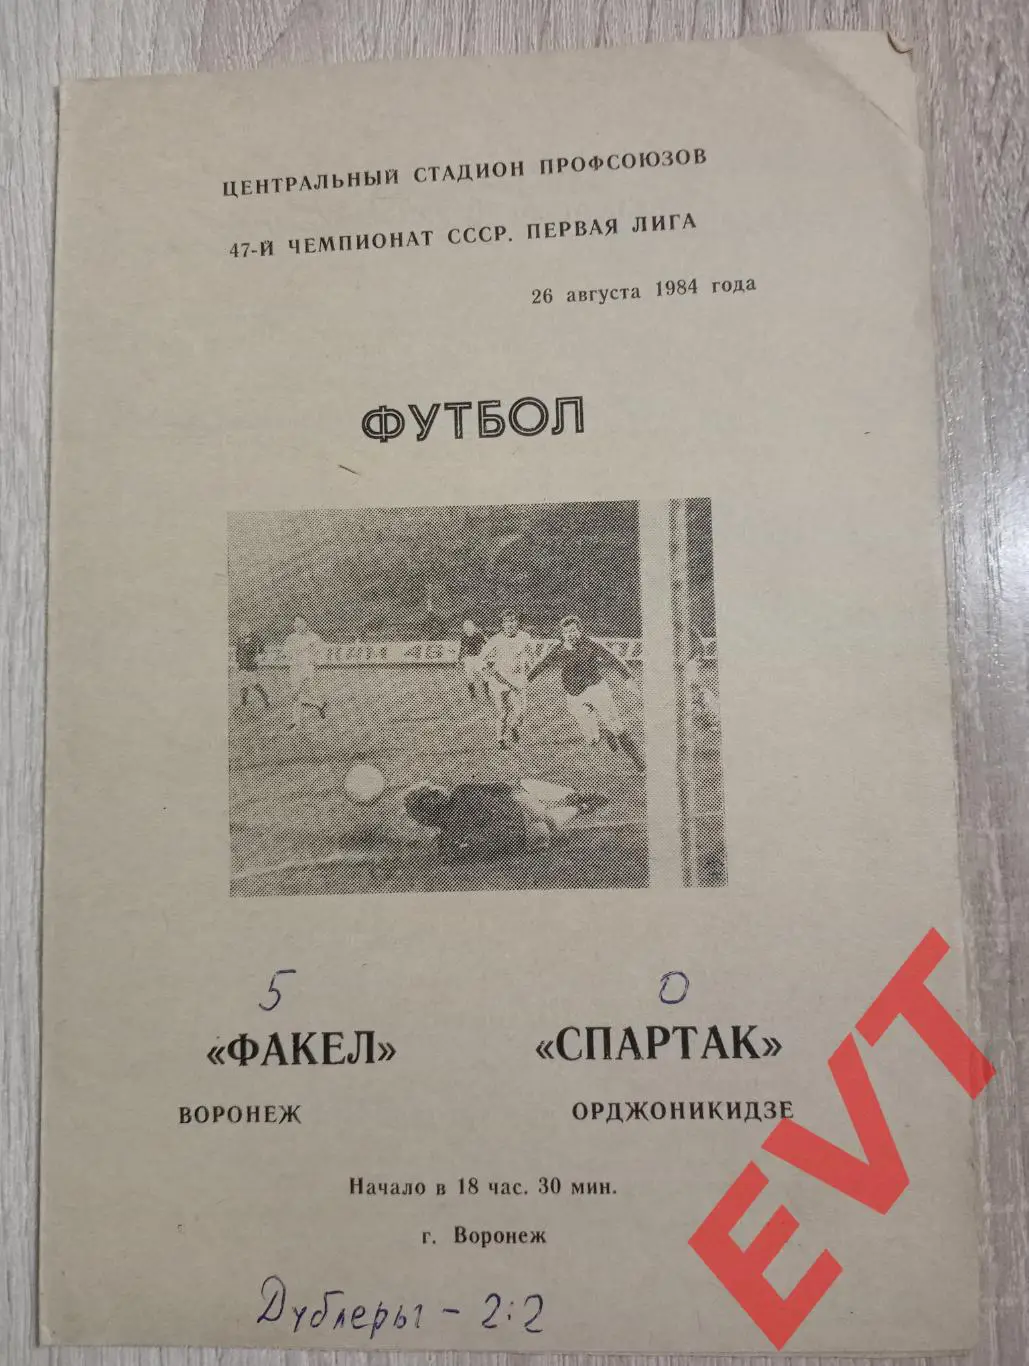 ЦЕНТРАЛЬНЫЙ СТАДИОН ПРОФСОЮЗОВ
47-Й ЧЕМПИОНАТ СССР. ПЕРВАЯ ЛИГА
26 августа 1984 года
ФУТБОЛ
5 0
«ФАКЕЛ» «СПАРТАК»
ВОРОНЕЖ ОРДЖОНИКИДЗЕ
Начало в 18 час. 30 мин.
г. Воронеж
Дублеры - 2:2
EVT